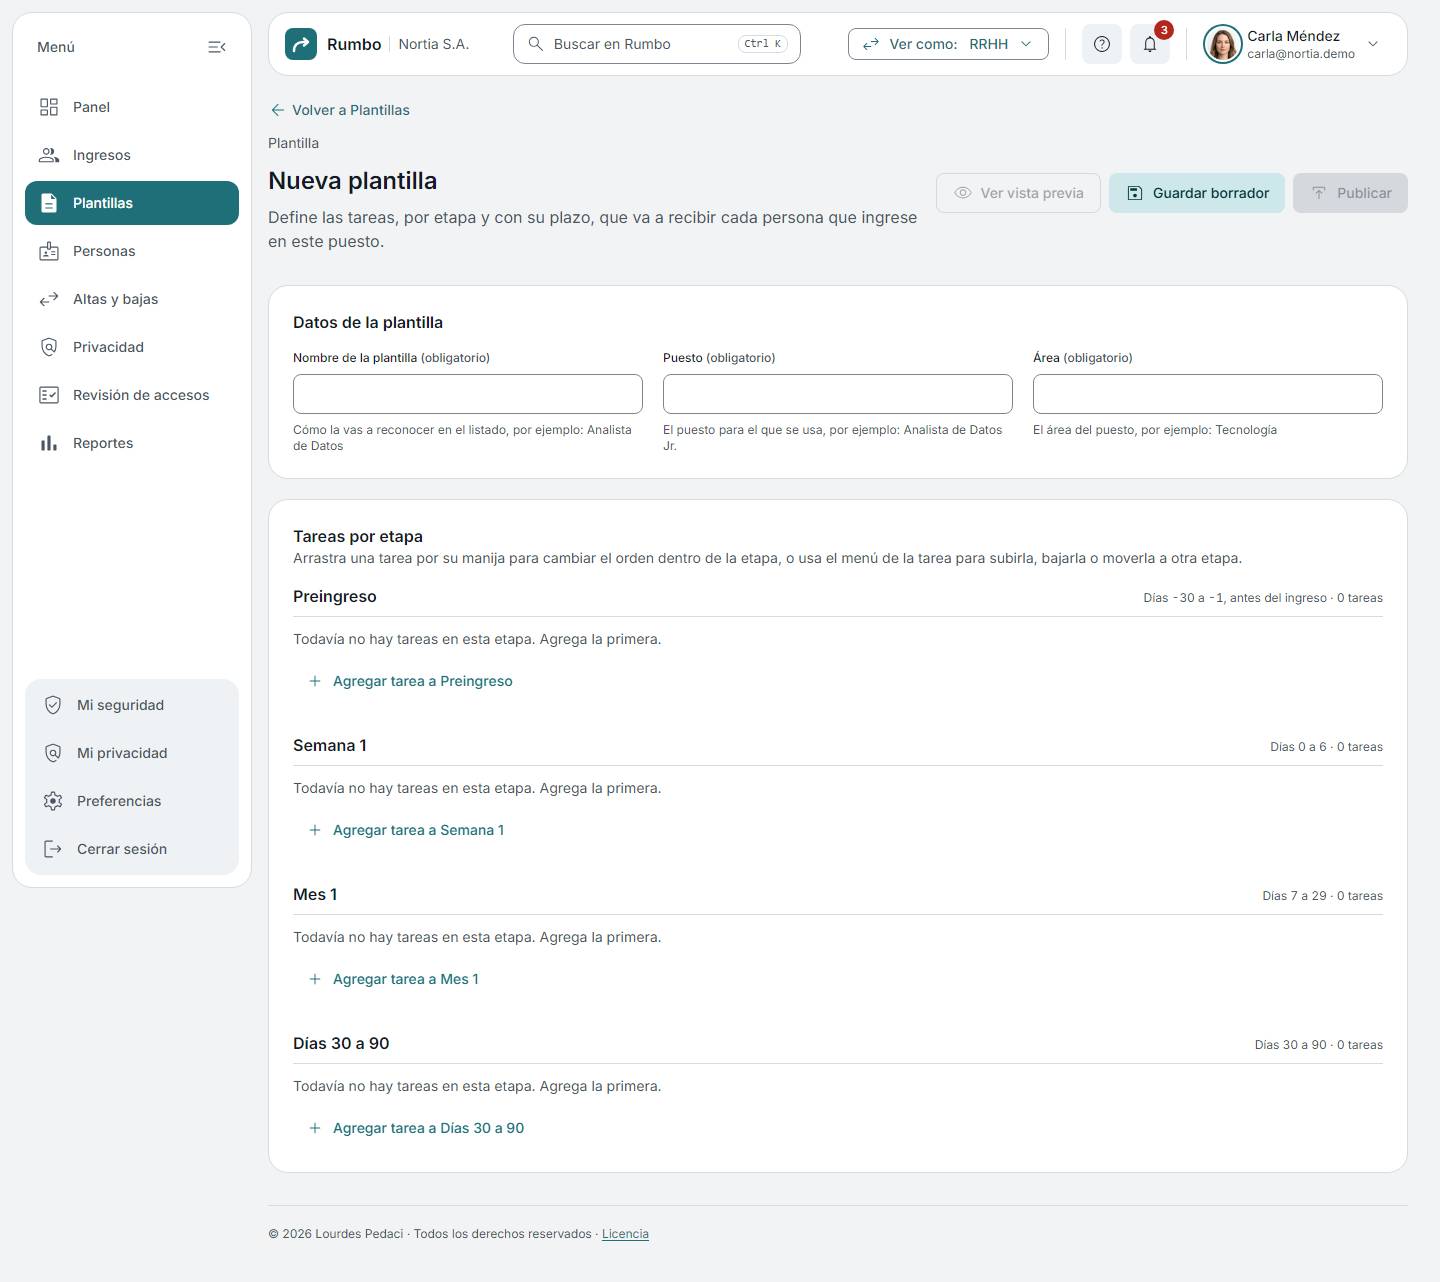 Menú
Panel
Ingresos
Plantillas
Personas
Altas y bajas
Privacidad
Revisión de accesos
Reportes
Mi seguridad
Mi privacidad
Preferencias
Cerrar sesión
Rumbo
Nortia S.A.
Buscar en Rumbo
Ctrl K
Ver como: RRHH
3
Carla Méndez
carla@nortia.demo
Volver a Plantillas
Plantilla
Nueva plantilla
Define las tareas, por etapa y con su plazo, que va a recibir cada persona que ingrese
en este puesto.
Ver vista previa
Guardar borrador
Publicar
Datos de la plantilla
Nombre de la plantilla (obligatorio)
Cómo la vas a reconocer en el listado, por ejemplo: Analista
de Datos
Puesto (obligatorio)
El puesto para el que se usa, por ejemplo: Analista de Datos
Jr.
Área (obligatorio)
El área del puesto, por ejemplo: Tecnología
Tareas por etapa
Arrastra una tarea por su manija para cambiar el orden dentro de la etapa, o usa el menú de la tarea para subirla, bajarla o moverla a otra etapa.
Preingreso
Días -30 a -1, antes del ingreso · 0 tareas
Todavía no hay tareas en esta etapa. Agrega la primera.
Agregar tarea a Preingreso
Semana 1
Días 0 a 6 · 0 tareas
Todavía no hay tareas en esta etapa. Agrega la primera.
Agregar tarea a Semana 1
Mes 1
Días 7 a 29 · 0 tareas
Todavía no hay tareas en esta etapa. Agrega la primera.
Agregar tarea a Mes 1
Días 30 a 90
Días 30 a 90 · 0 tareas
Todavía no hay tareas en esta etapa. Agrega la primera.
Agregar tarea a Días 30 a 90
© 2026 Lourdes Pedaci · Todos los derechos reservados · Licencia